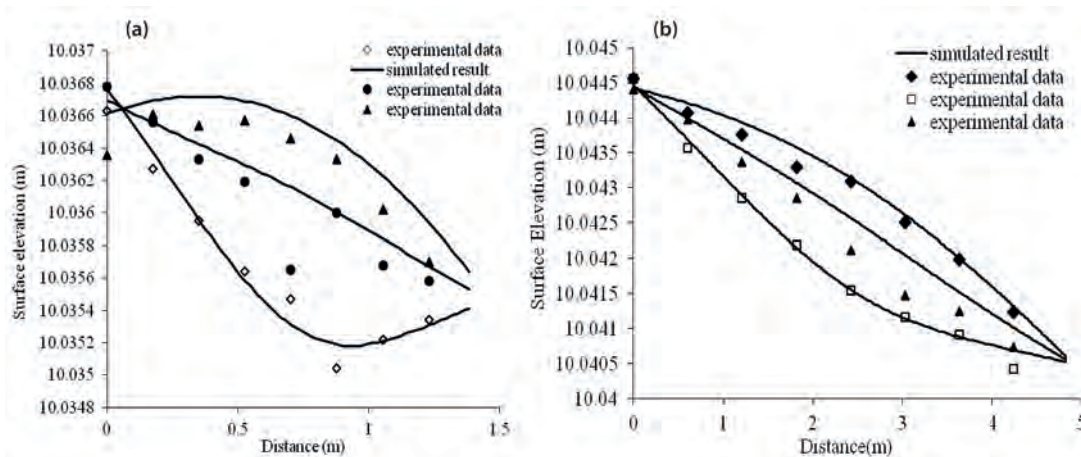 (a)
experimental data
simulated result
experimental data
experimental data
10.037
10.0368
10.0366
10.0364
10.0362
10.036
10.0358
10.0356
10.0354
10.0352
10.035
10.0348
Surface elevation (m)
0
0.5
1
1.5
Distance (m)
(b)
simulated result
experimental data
experimental data
experimental data
10.045
10.0445
10.044
10.0435
10.043
10.0425
10.042
10.0415
10.041
10.0405
10.04
Surface Elevation (m)
0
1
2
3
4
5
Distance(m)